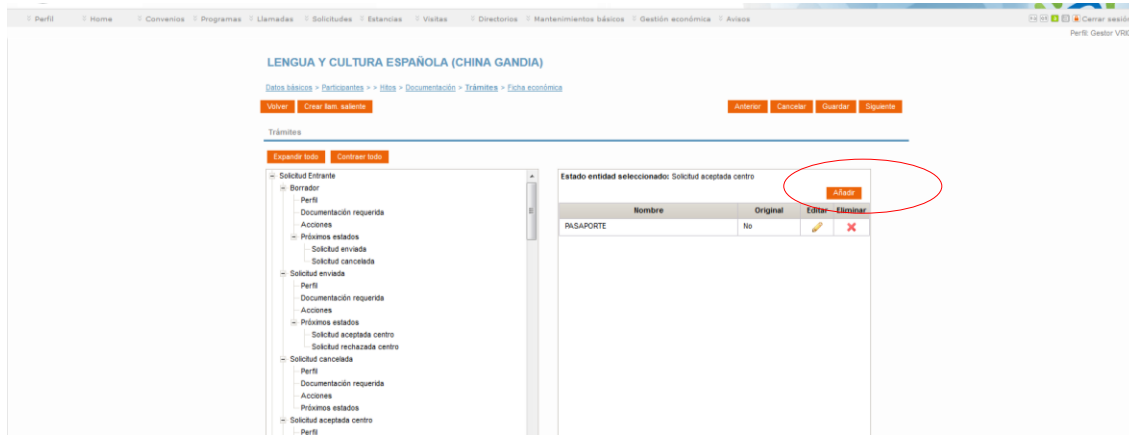 Perfil Home Convenios Programas Llamadas Solicitudes Estancias Visitas Directorios Mantenimientos básicos Gestión económica Avisos Cerrar sesión
Perfil: Gestor VRI
LENGUA Y CULTURA ESPAÑOLA (CHINA GANDIA)
Datos básicos > Participantes > > Hitos > Documentación > Trámites > Ficha económica
Volver Crear llam. saliente Anterior Cancelar Guardar Siguiente
Trámites
Expandir todo Contraer todo
Solicitud Entrante
Borrador
Perfil
Documentación requerida
Acciones
Próximos estados
Solicitud enviada
Solicitud cancelada
Solicitud enviada
Perfil
Documentación requerida
Acciones
Próximos estados
Solicitud aceptada centro
Solicitud rechazada centro
Solicitud cancelada
Perfil
Documentación requerida
Acciones
Próximos estados
Solicitud aceptada centro
Perfil
Estado entidad seleccionado: Solicitud aceptada centro
Añadir
Nombre Original Editar Eliminar
PASAPORTE No